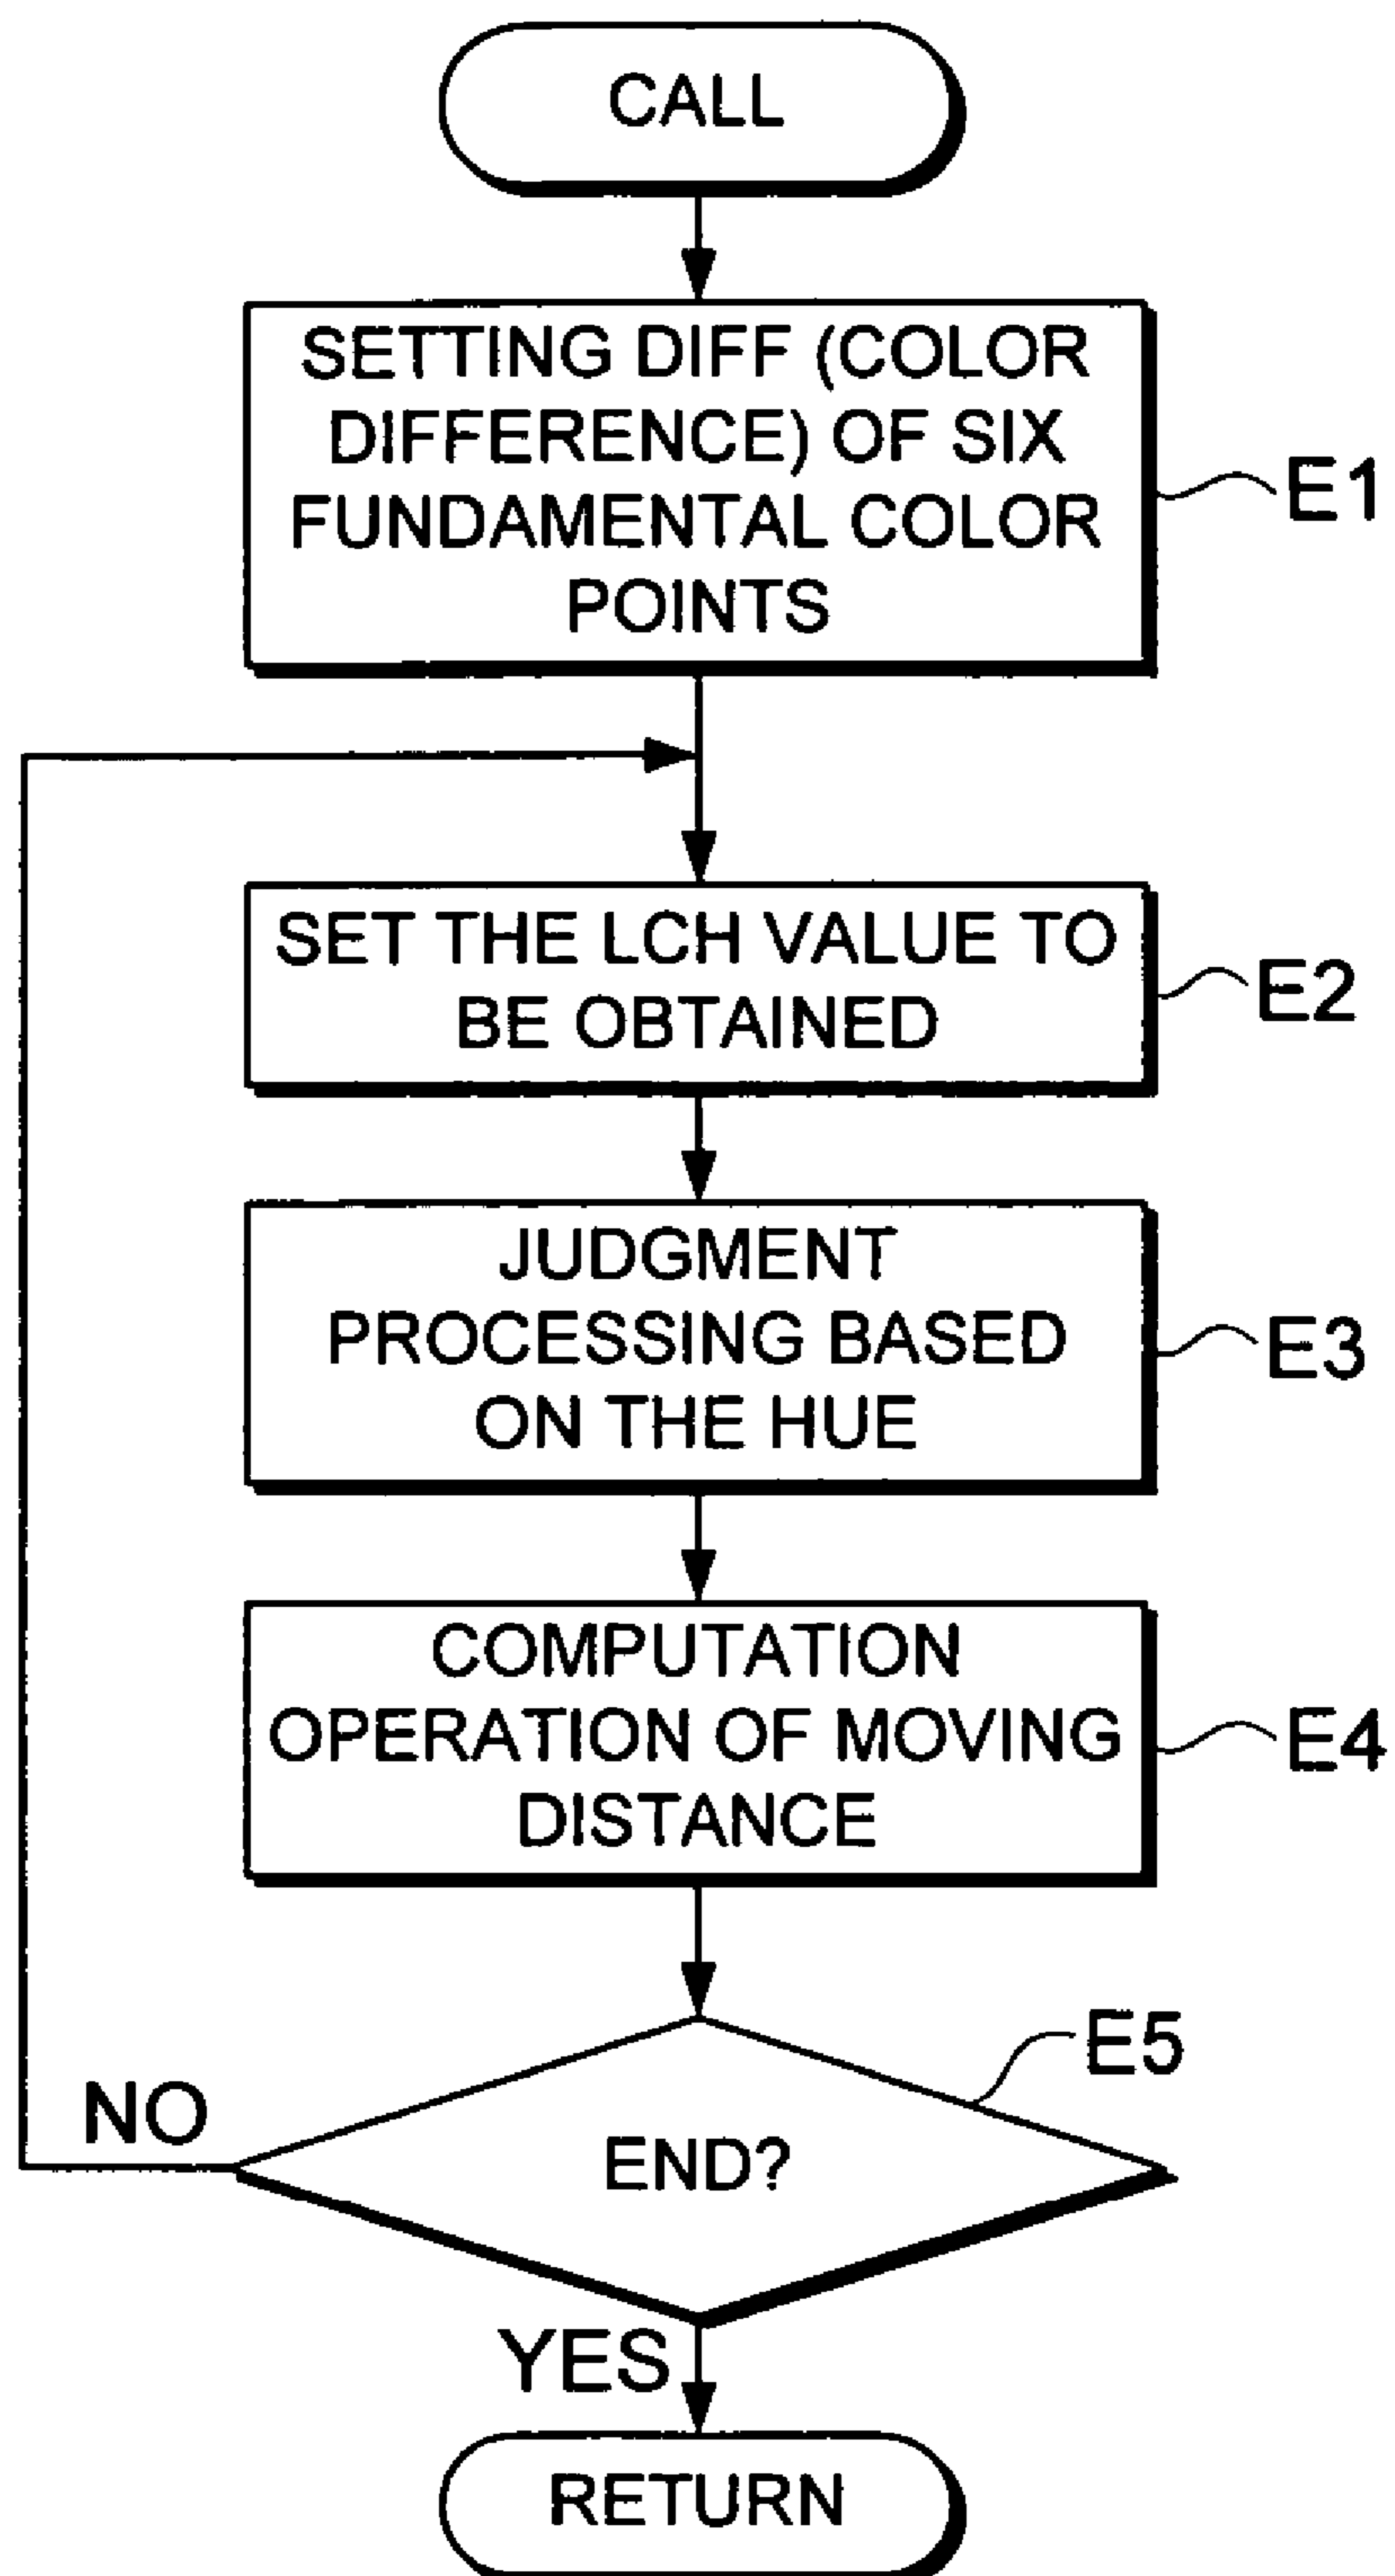 CALL
SETTING DIFF (COLOR
DIFFERENCE) OF SIX
FUNDAMENTAL COLOR
POINTS
E1
SET THE LCH VALUE TO
BE OBTAINED
E2
JUDGMENT
PROCESSING BASED
ON THE HUE
E3
COMPUTATION
OPERATION OF MOVING
DISTANCE
E4
E5
NO
END?
YES
RETURN